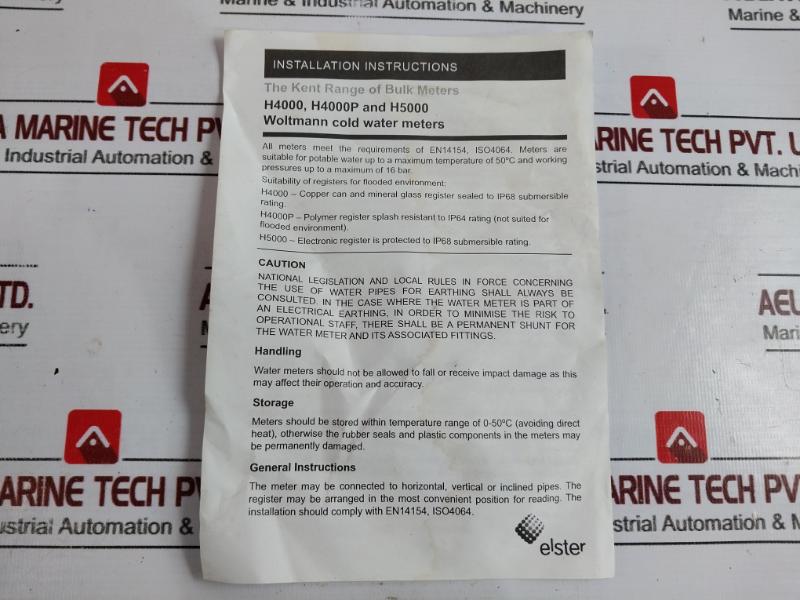 Marine & Industrial Automation & Machinery
Marine &
A MARINE TECH PV
Industrial Automation &
MARINE TECH PVT. L
strial Automation & Mach
TD.
ery
AE
AEL
Mari
ARINE TECH PV
ustrial Automation &
ARINE TECH PVT
strial Automation & Ma
INSTALLATION INSTRUCTIONS
The Kent Range of Bulk Meters
H4000, H4000P and H5000
Woltmann cold water meters
All meters meet the requirements of EN14154, ISO4064. Meters are
suitable for potable water up to a maximum temperature of 50°C and working
pressures up to a maximum of 16 bar.
Suitability of registers for flooded environment:
H4000 – Copper can and mineral glass register sealed to IP68 submersible
rating.
H4000P – Polymer register splash resistant to IP64 rating (not suited for
flooded environment).
H5000 – Electronic register is protected to IP68 submersible rating.
CAUTION
NATIONAL LEGISLATION AND LOCAL RULES IN FORCE CONCERNING
THE USE OF WATER PIPES FOR EARTHING SHALL ALWAYS BE
CONSULTED. IN THE CASE WHERE THE WATER METER IS PART OF
AN ELECTRICAL EARTHING, IN ORDER TO MINIMISE THE RISK TO
OPERATIONAL STAFF, THERE SHALL BE A PERMANENT SHUNT FOR
THE WATER METER AND ITS ASSOCIATED FITTINGS.
Handling
Water meters should not be allowed to fall or receive impact damage as this
may affect their operation and accuracy.
Storage
Meters should be stored within temperature range of 0-50°C (avoiding direct
heat), otherwise the rubber seals and plastic components in the meters may
be permanently damaged.
General Instructions
The meter may be connected to horizontal, vertical or inclined pipes. The
register may be arranged in the most convenient position for reading. The
installation should comply with EN14154, ISO4064.
elster